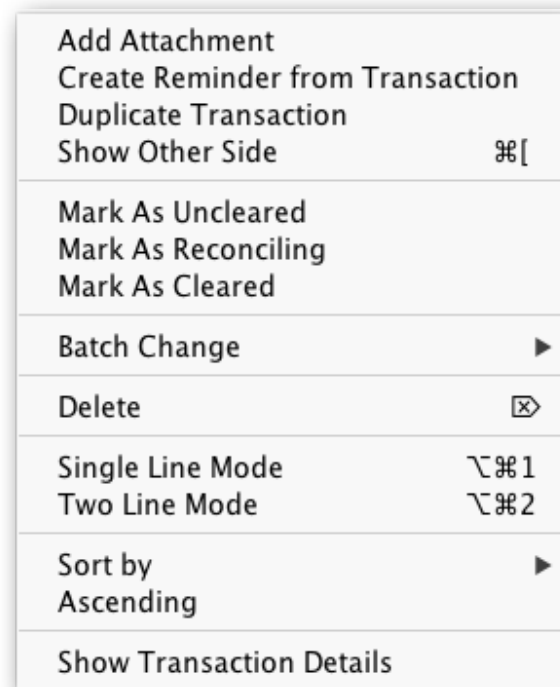 Add Attachment
Create Reminder from Transaction
Duplicate Transaction
Show Other Side ⌘[
Mark As Uncleared
Mark As Reconciling
Mark As Cleared
Batch Change ▶
Delete ⌦
Single Line Mode ⌥⌘1
Two Line Mode ⌥⌘2
Sort by ▶
Ascending
Show Transaction Details